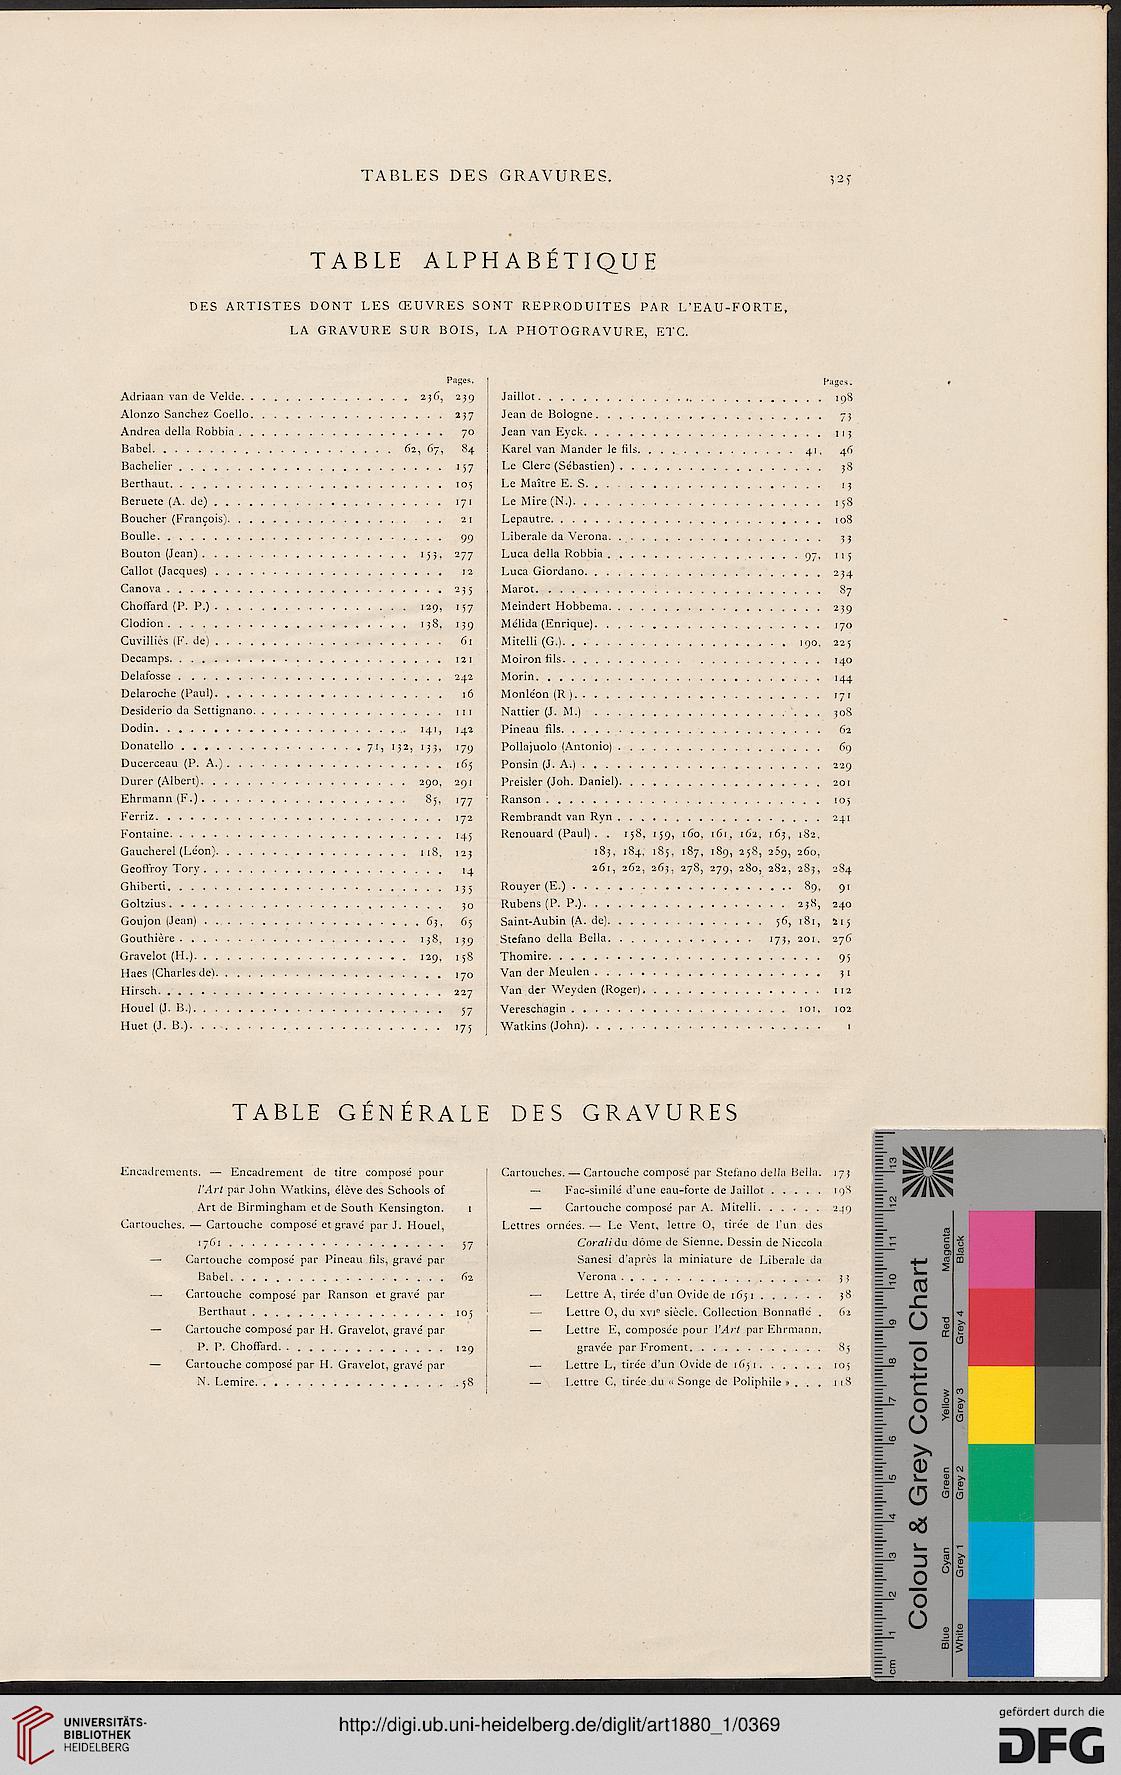 TABLES DES GRAVURES.
325
TABLE ALPHABÉTIQUE
DES ARTISTES DONT LES ŒUVRES SONT REPRODUITES PAR L'EAU-FORTE,
LA GRAVURE SUR BOIS, LA PHOTOGRAVURE, ETC.
Pages.
Adriaan van de Velde. 236, 239
Alonzo Sanchez Coello. 237
Andrea della Robbia 70
Babel. 62, 67, 84
Bachelier 157
Berthaut. 105
Beruete (A. de) 171
Boucher (François). 21
Boulle. 99
Bouton (Jean) 153, 277
Callot (Jacques) 12
Canova 235
Choffard (P. P.) 129, 157
Clodion 138, 139
Cuvilliès (F. de) 61
Decamps. 121
Delafosse 242
Delaroche (Paul). 16
Desiderio da Settignano. 111
Dodin. 141, 142
Donatello 71, 132, 133, 179
Ducerceau (P. A.) 165
Durer (Albert). 290, 291
Ehrmann (F.) 85, 177
Ferriz. 172
Fontaine. 145
Gaucherel (Léon). 118, 123
Geoffroy Tory 14
Ghiberti. 135
Goltzius. 30
Goujon (Jean) 63, 65
Gouthière 138, 139
Gravelot (H.). 129, 158
Haes (Charles de). 170
Hirsch. 227
Houel (J. B.). 57
Huet (J. B.). 175
Pages.
Jaillot. 198
Jean de Bologne. 73
Jean van Eyck. 113
Karel van Mander le fils. 41, 46
Le Clerc (Sébastien) 38
Le Maître E. S. 13
Le Mire (N.). 158
Lepautre. 108
Liberale da Verona. 33
Luca della Robbia 97, 115
Luca Giordano. 234
Marot. 87
Meindert Hobbema. 239
Mélida (Enrique). 170
Mitelli (G.). 190, 225
Moiron fils. 140
Morin. 144
Monléon (R ). 171
Nattier (J. M.) 308
Pineau fils. 62
Pollajuolo (Antonio) 69
Ponsin (J. A.) 229
Preisler (Joh. Daniel). 201
Ranson 105
Rembrandt van Ryn 241
Renouard (Paul) 158, 159, 160, 161, 162, 163, 182,
183, 184, 185, 187, 189, 258, 259, 260,
261, 262, 263, 278, 279, 280, 282, 283, 284
Rouyer (E.) 89, 91
Rubens (P. P.). 238, 240
Saint-Aubin (A. de). 56, 181, 215
Stefano della Bella. 173, 201, 276
Thomire. 95
Van der Meulen 31
Van der Weyden (Roger). 112
Vereschagin 101, 102
Watkins (John). 1
TABLE GÉNÉRALE DES GRAVURES
Encadrements. — Encadrement de titre composé pour
l'Art par John Watkins, élève des Schools of
Art de Birmingham et de South Kensington. 1
Cartouches. — Cartouche composé et gravé par J. Houel,
1761 57
— Cartouche composé par Pineau fils, gravé par
Babel. 62
— Cartouche composé par Ranson et gravé par
Berthaut 105
— Cartouche composé par H. Gravelot, gravé par
P. P. Choffard. 129
— Cartouche composé par H. Gravelot, gravé par
N. Lemire. 58
Cartouches. — Cartouche composé par Stefano della Bella. 173
— Fac-similé d'une eau-forte de Jaillot 198
— Cartouche composé par A. Mitelli. 249
Lettres ornées. — Le Vent, lettre O, tirée de l'un des
Corali du dôme de Sienne. Dessin de Niccola
Sanesi d'après la miniature de Liberale da
Verona 33
— Lettre A, tirée d'un Ovide de 1651 38
— Lettre O, du XVIe siècle. Collection Bonnaffé . 62
— Lettre E, composée pour l'Art par Ehrmann,
gravée par Froment. 85
— Lettre L, tirée d'un Ovide de 1651. 105
— Lettre C, tirée du « Songe de Poliphile » 118
Colour & Grey Control Chart
Blue Cyan Green Yellow Red Magenta
White Grey 1 Grey 2 Grey 3 Grey 4 Black
cm 1 2 3 4 5 6 7 8 9 10 11 12 13
UNIVERSITÄTS-
BIBLIOTHEK
HEIDELBERG
http://digi.ub.uni-heidelberg.de/diglit/art1880_1/0369
gefördert durch die
DFG